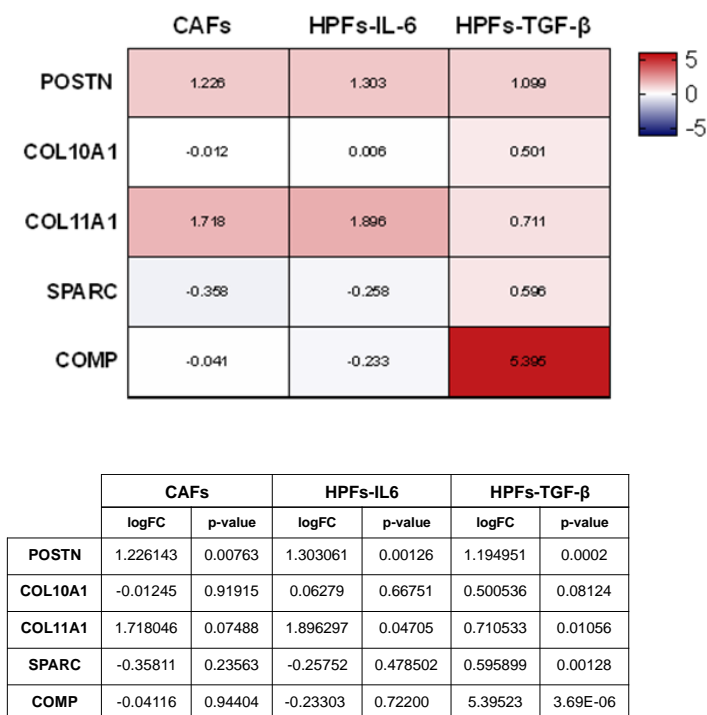 CAFs HPFs-IL-6 HPFs-TGF-β
POSTN 1.226 1.303 1.099
COL10A1 -0.012 0.006 0.501
COL11A1 1.718 1.896 0.711
SPARC -0.358 -0.258 0.596
COMP -0.041 -0.233 5.395
5
0
-5
CAFs HPFs-IL6 HPFs-TGF-β
logFC p-value logFC p-value logFC p-value
POSTN 1.226143 0.00763 1.303061 0.00126 1.194951 0.0002
COL10A1 -0.01245 0.91915 0.06279 0.66751 0.500536 0.08124
COL11A1 1.718046 0.07488 1.896297 0.04705 0.710533 0.01056
SPARC -0.35811 0.23563 -0.25752 0.478502 0.595899 0.00128
COMP -0.04116 0.94404 -0.23303 0.72200 5.39523 3.69E-06